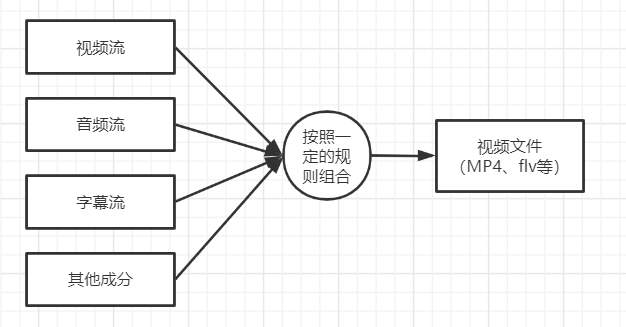 视频流
音频流
字幕流
其他成分
按照一
定的规
则组合
视频文件
（MP4、flv等）